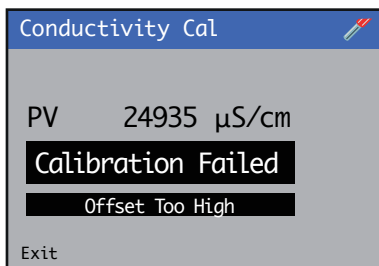 Conductivity Cal
PV 24935 µS/cm
Calibration Failed
Offset Too High
Exit